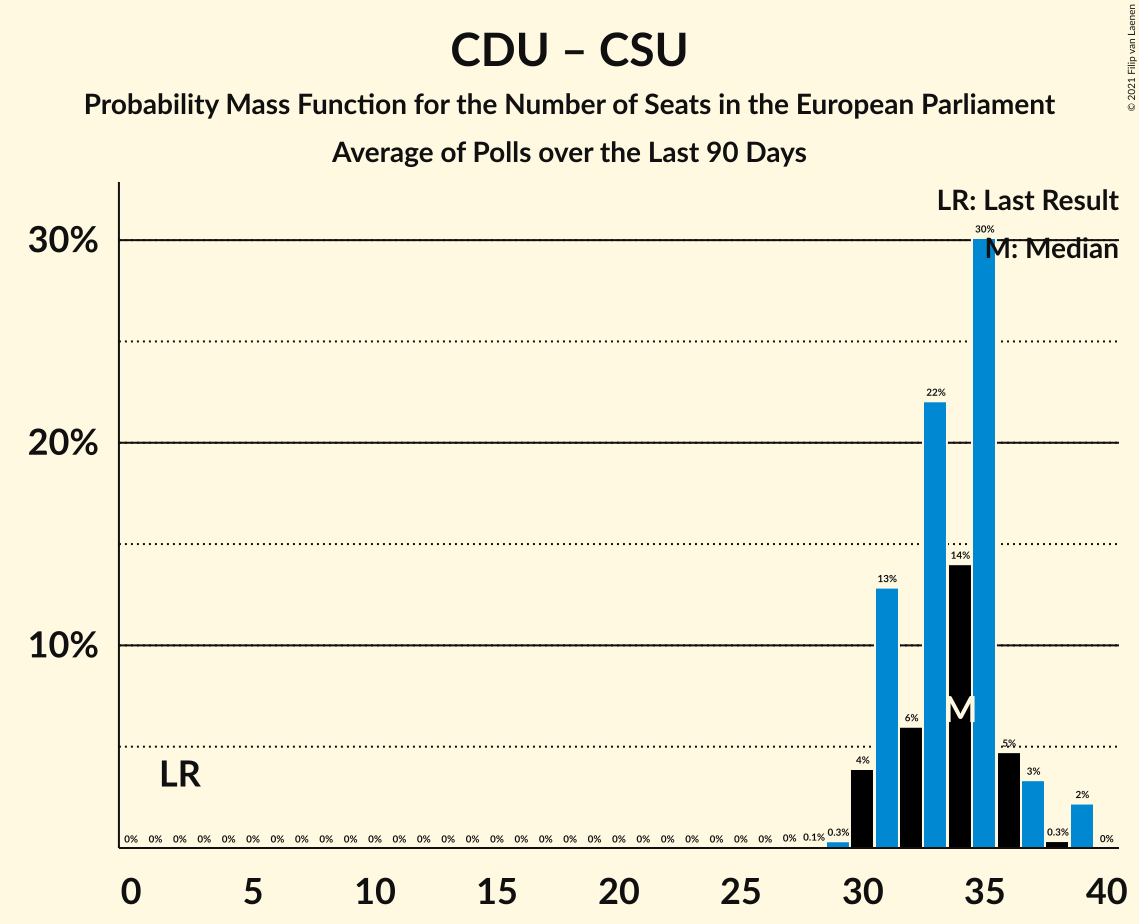 CDU – CSU
Probability Mass Function for the Number of Seats in the European Parliament
Average of Polls over the Last 90 Days
© 2021 Filip van Laenen
LR: Last Result
M: Median
30%
20%
10%
LR
M
0% 0% 0% 0% 0% 0% 0% 0% 0% 0% 0% 0% 0% 0% 0% 0% 0% 0% 0% 0% 0% 0% 0% 0% 0% 0% 0% 0% 0.1% 0.3% 4% 13% 6% 22% 14% 30% 5% 3% 0.3% 2% 0%
0 5 10 15 20 25 30 35 40